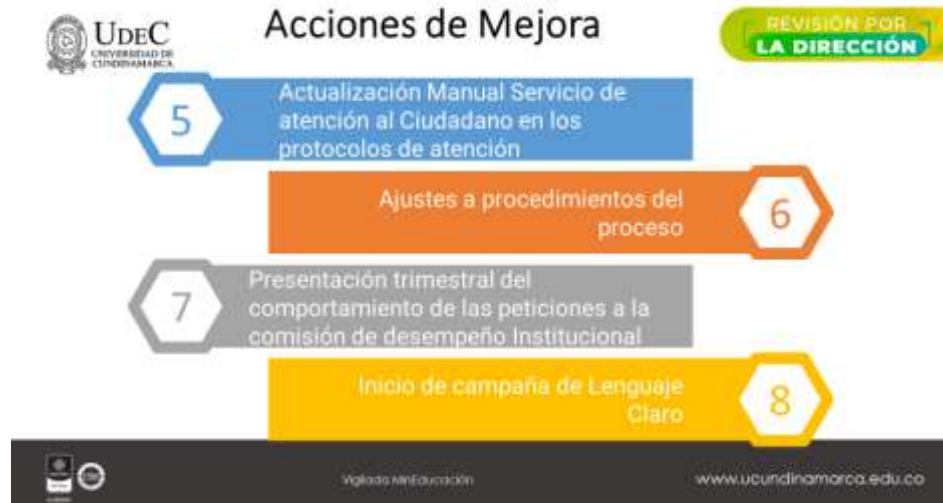 UDEC
UNIVERSIDAD DE
CUNDINAMARCA
Acciones de Mejora
REVISIÓN POR
LA DIRECCIÓN
5
Actualización Manual Servicio de
atención al Ciudadano en los
protocolos de atención
Ajustes a procedimientos del
proceso
6
7
Presentación trimestral del
comportamiento de las peticiones a la
comisión de desempeño Institucional
Inicio de campaña de Lenguaje
Claro
8
Vigilada MinEducación
www.ucundinamarca.edu.co